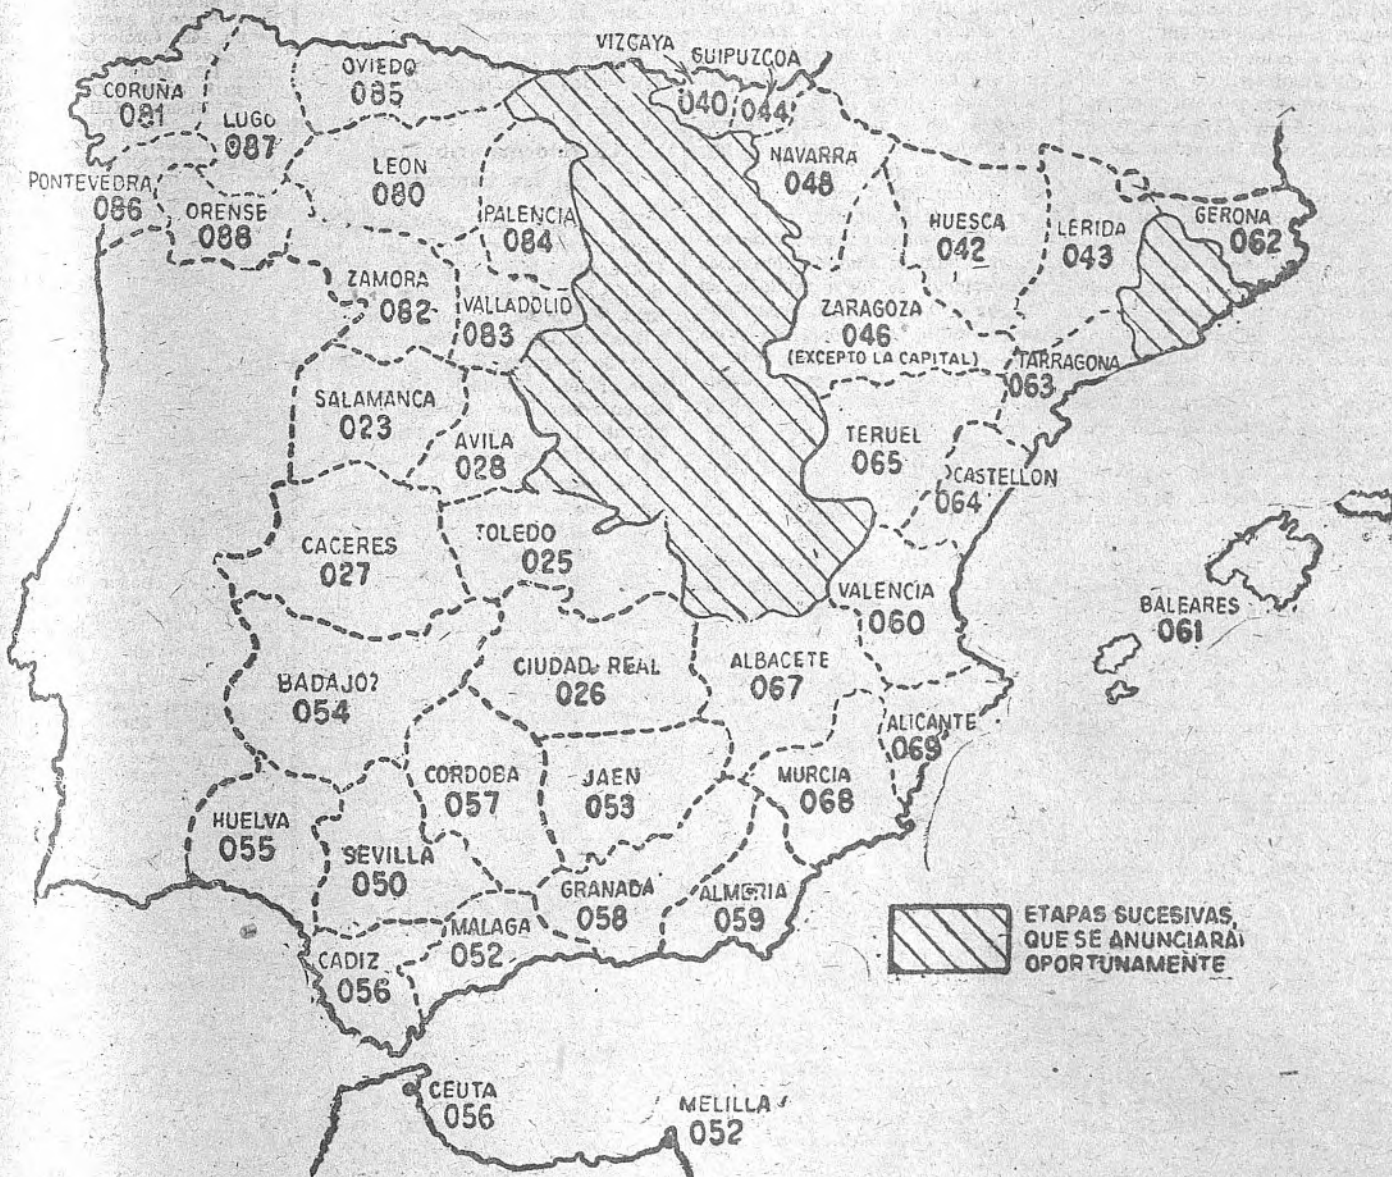 VIZCAYA
040
GUIPUZCOA
044
CORUÑA
081
LUGO
087
OVIEDO
085
LEON
080
PONTEVEDRA
086
ORENSE
088
PALENCIA
084
ZAMORA
082
VALLADOLID
083
NAVARRA
048
HUESCA
042
LERIDA
043
GERONA
062
ZARAGOZA
046
(EXCEPTO LA CAPITAL)
TARRAGONA
063
SALAMANCA
023
AVILA
028
TERUEL
065
CASTELLON
064
CACERES
027
TOLEDO
025
VALENCIA
060
BALEARES
061
BADAJOZ
054
CIUDAD REAL
026
ALBACETE
067
ALICANTE
069
CORDOBA
057
JAEN
053
MURCIA
068
HUELVA
055
SEVILLA
050
GRANADA
058
ALMERIA
059
MALAGA
052
CADIZ
056
ETAPAS SUCESIVAS,
QUE SE ANUNCIARÁ
OPORTUNAMENTE
CEUTA
056
MELILLA
052